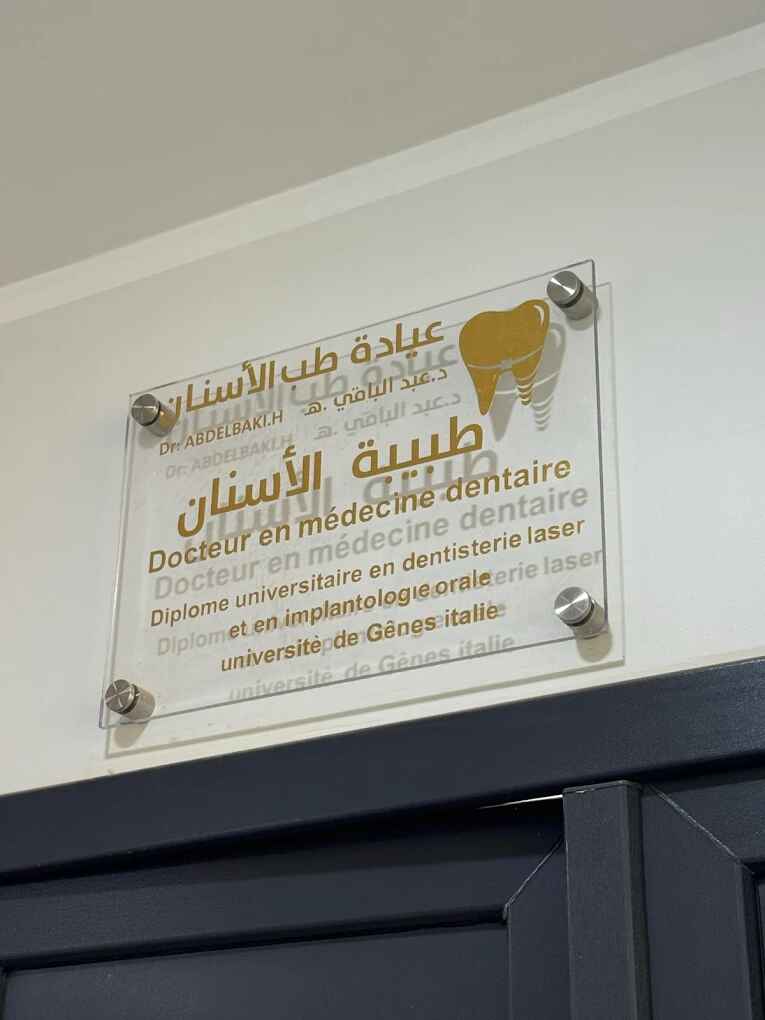 عيادة طب الأسنان
Dr: ABDELBAKI.H د.عبد الباقي .هـ
طبيبة الأسنان
Docteur en médecine dentaire
Diplome universitaire en dentisterie laser
et en implantologie orale
universitè de Gênes italie